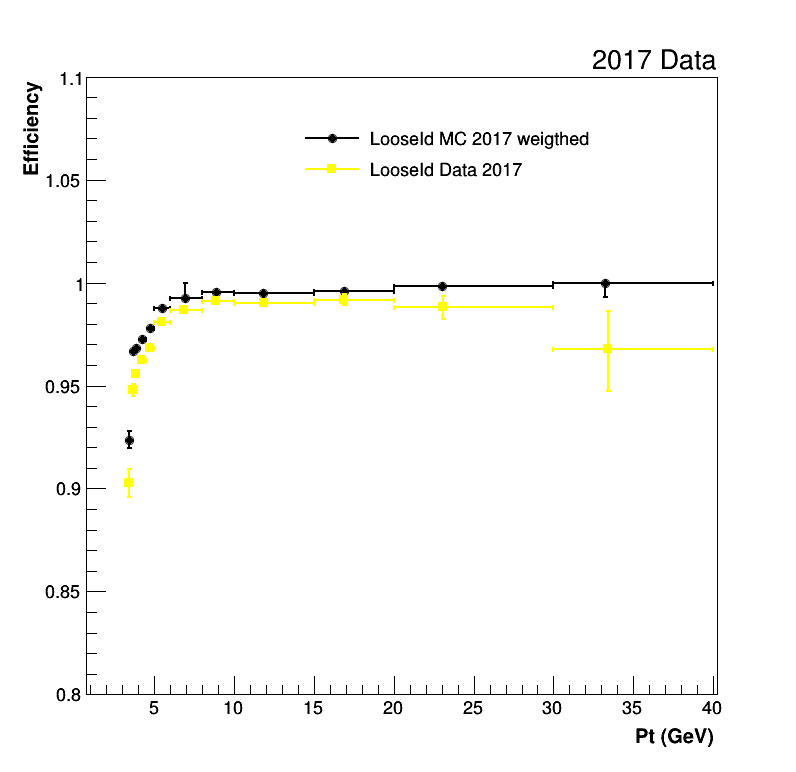 2017 Data
Efficiency
LooseId MC 2017 weigthed
LooseId Data 2017
1.1
1.05
1
0.95
0.9
0.85
0.8
5 10 15 20 25 30 35 40
Pt (GeV)